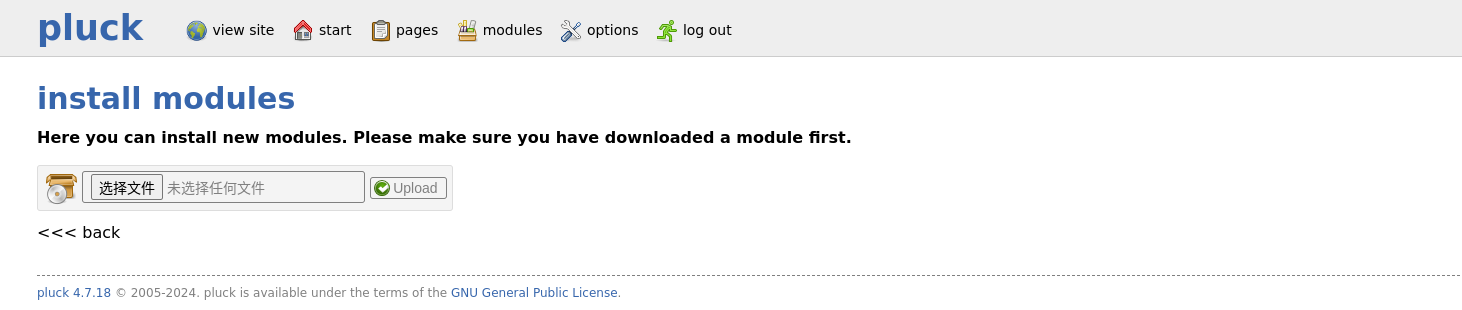 pluck view site start pages modules options log out
install modules
Here you can install new modules. Please make sure you have downloaded a module first.
选择文件 未选择任何文件 Upload
<<< back
pluck 4.7.18 © 2005-2024. pluck is available under the terms of the GNU General Public License.